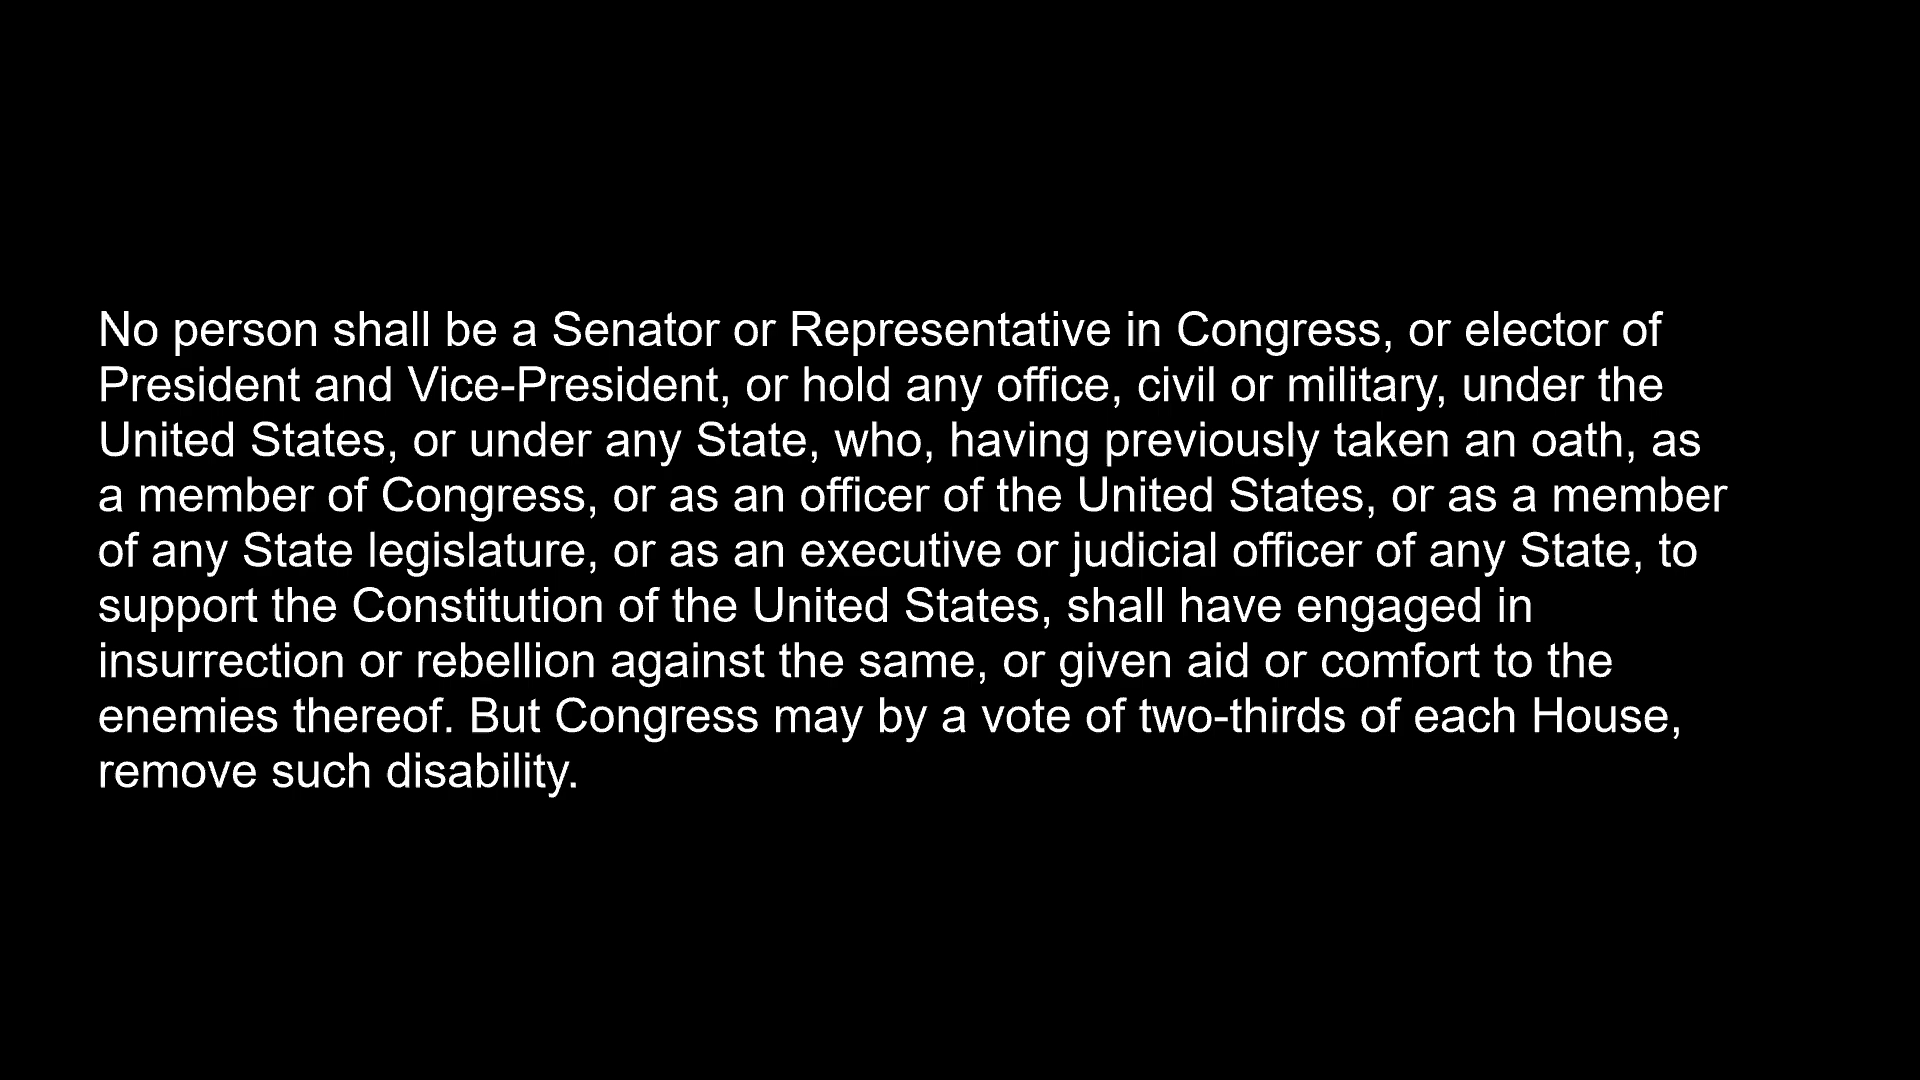 No person shall be a Senator or Representative in Congress, or elector of
President and Vice-President, or hold any office, civil or military, under the
United States, or under any State, who, having previously taken an oath, as
a member of Congress, or as an officer of the United States, or as a member
of any State legislature, or as an executive or judicial officer of any State, to
support the Constitution of the United States, shall have engaged in
insurrection or rebellion against the same, or given aid or comfort to the
enemies thereof. But Congress may by a vote of two-thirds of each House,
remove such disability.